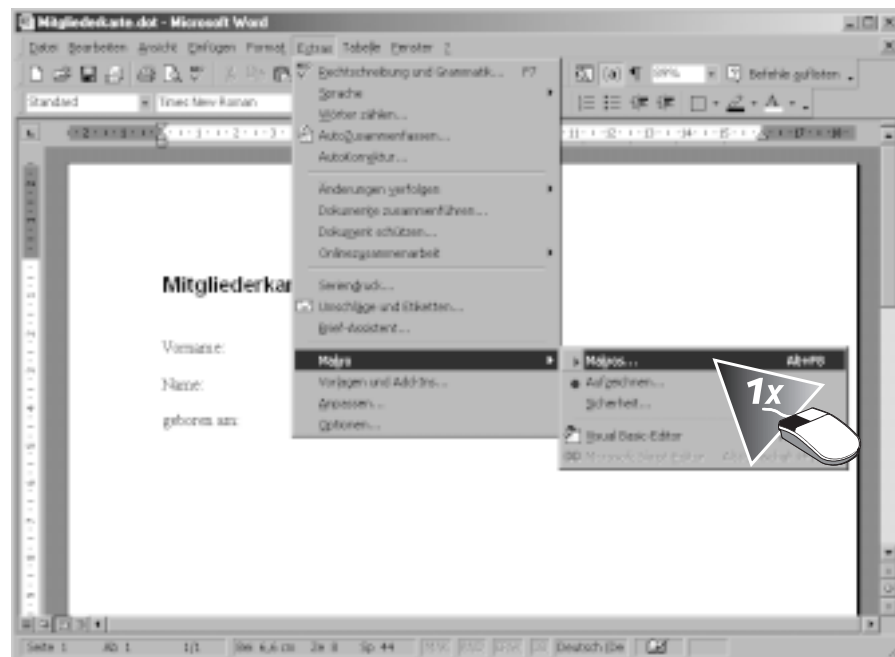 Mitgliederkarte.dot - Microsoft Word
Datei Bearbeiten Ansicht Einfügen Format Extras Tabelle Fenster ?
Standard Times New Roman
Rechtschreibung und Grammatik... F7
Sprache
Wörter zählen...
AutoZusammenfassen...
AutoKorrektur...
Änderungen verfolgen
Dokumente zusammenführen...
Dokument schützen...
Onlinezusammenarbeit
Seriendruck...
Umschläge und Etiketten...
Brief-Assistent...
Makro
Vorlagen und Add-Ins...
Anpassen...
Optionen...
Makros... Alt+F8
Aufzeichnen...
Sicherheit...
Visual Basic-Editor
Microsoft Script-Editor
1x
Mitgliederkar
Vorname:
Name:
geboren am:
Seite 1 Ab 1 1/1 Bei 6,6 cm Ze 8 Sp 44 Deutsch (De